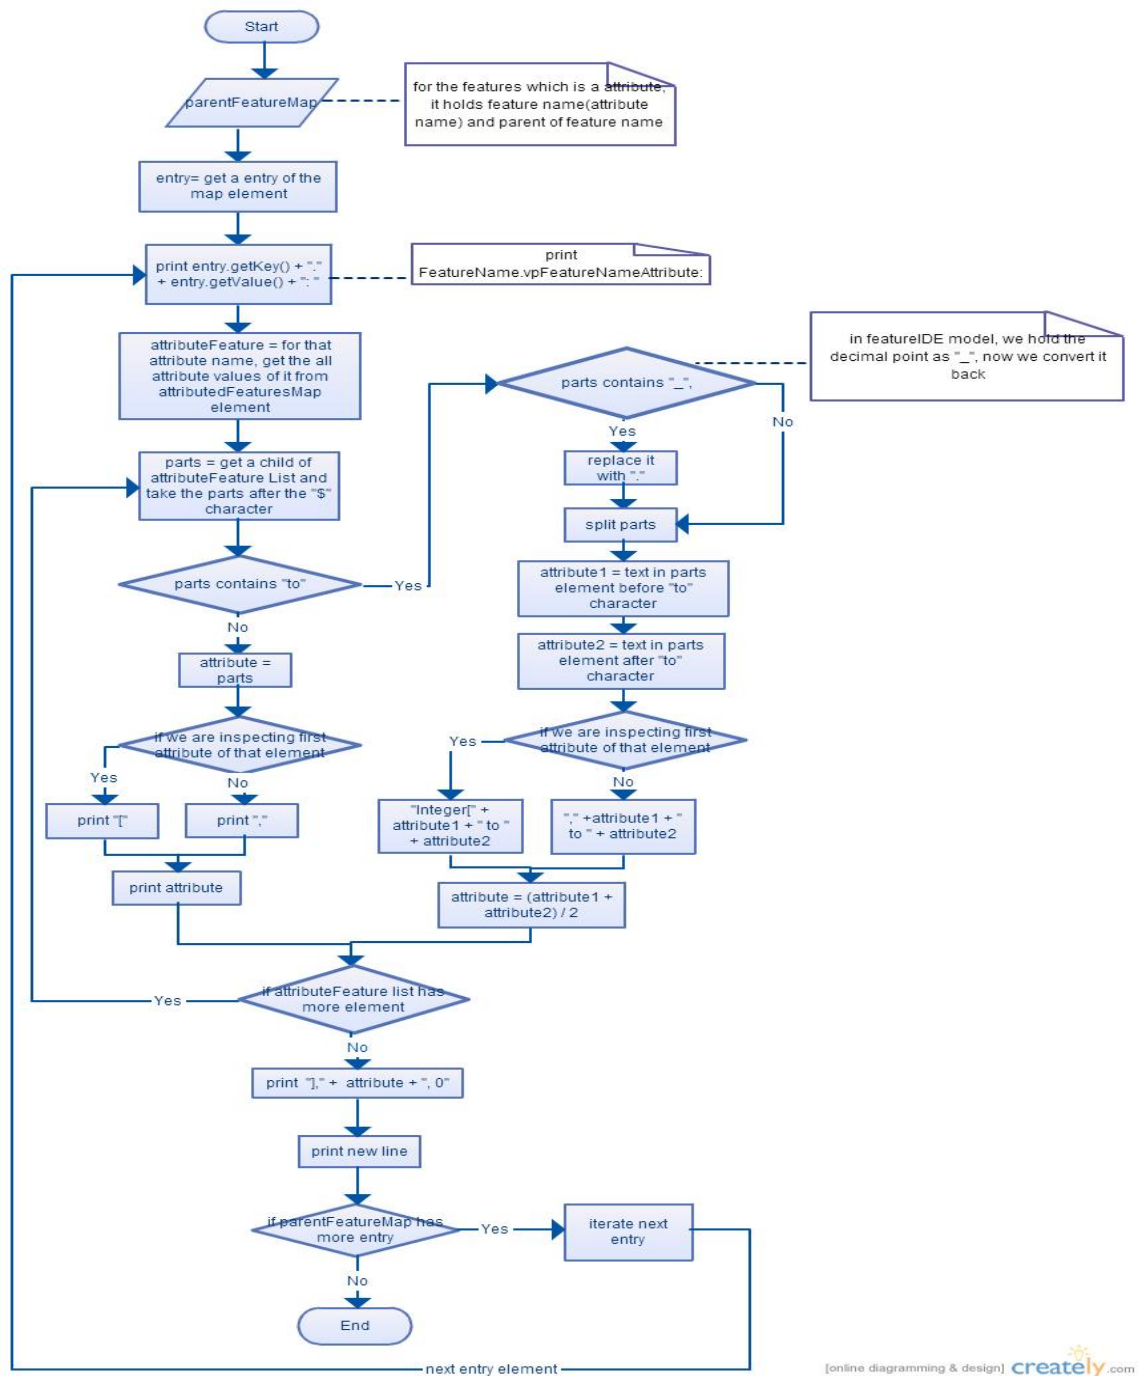 Start
parentFeatureMap
for the features which is a attribute,
it holds feature name(attribute
name) and parent of feature name
entry= get a entry of the
map element
print entry.getKey() + "."
+ entry.getValue() + ": "
print
FeatureName.vpFeatureNameAttribute:
attributeFeature = for that
attribute name, get the all
attribute values of it from
attributedFeaturesMap
element
in featureIDE model, we hold the
decimal point as "_", now we convert it
back
parts contains "_",
No
Yes
replace it
with "."
split parts
parts = get a child of
attributeFeature List and
take the parts after the "$"
character
parts contains "to"
Yes
No
attribute1 = text in parts
element before "to"
character
attribute2 = text in parts
element after "to"
character
attribute =
parts
if we are inspecting first
attribute of that element
Yes
No
print "["
print ","
print attribute
if we are inspecting first
attribute of that element
Yes
No
"Integer[" +
attribute1 + " to "
+ attribute2
"," +attribute1 + "
to " + attribute2
attribute = (attribute1 +
attribute2) / 2
if attributeFeature list has
more element
Yes
No
print "]," + attribute + ", 0"
print new line
if parentFeatureMap has
more entry
Yes
iterate next
entry
No
End
next entry element
[online diagramming & design] creately.com